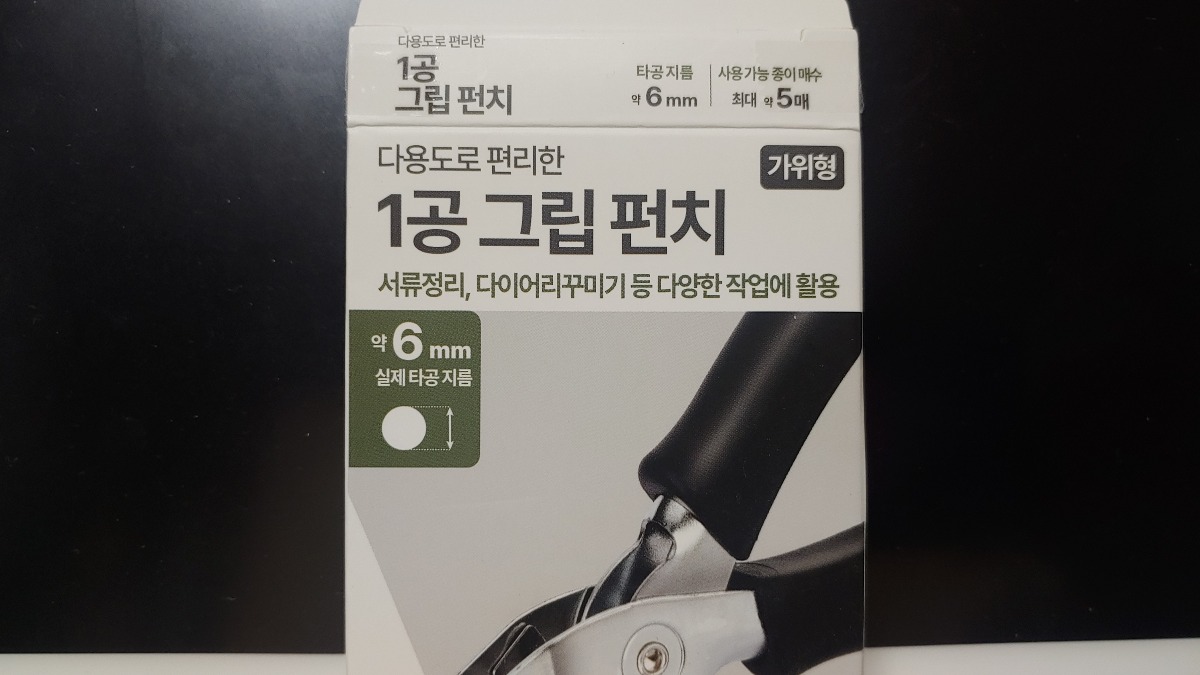 다용도로 편리한
1공
그립 펀치
타공 지름
약 6 mm
사용 가능 종이 매수
최대 약 5매
다용도로 편리한
가위형
1공 그립 펀치
서류정리, 다이어리꾸미기 등 다양한 작업에 활용
약 6 mm
실제 타공 지름